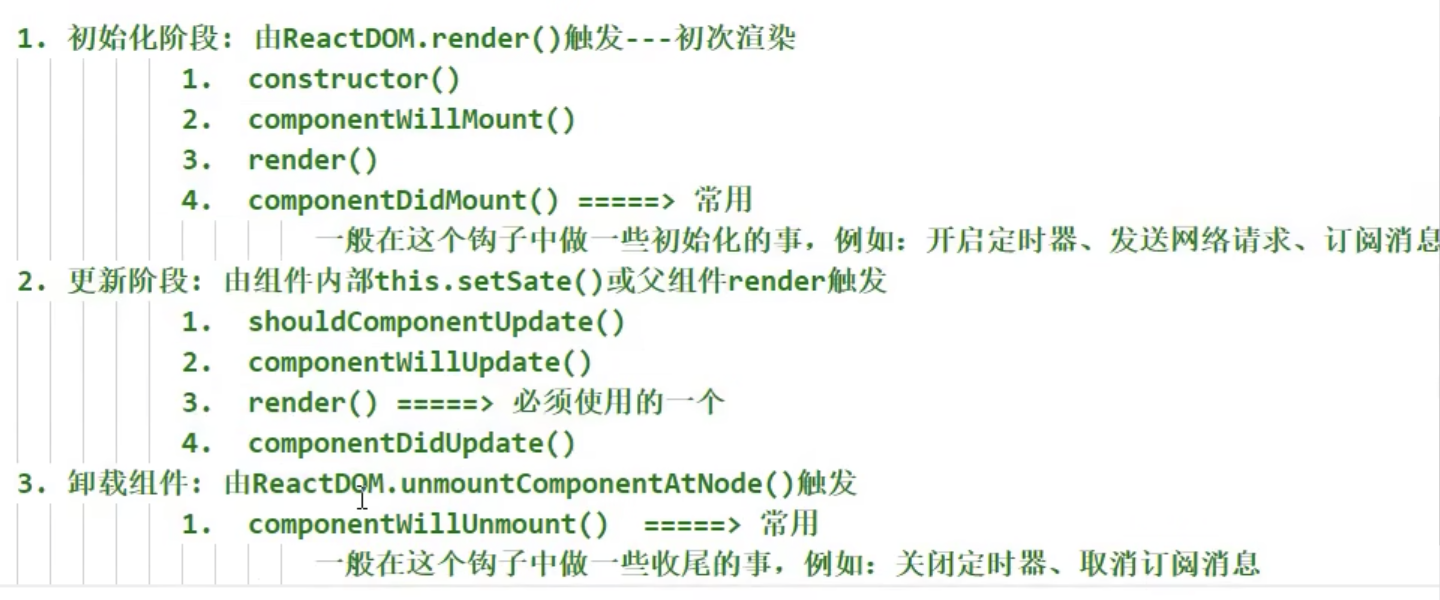 1. 初始化阶段：由ReactDOM.render()触发---初次渲染
1. constructor()
2. componentWillMount()
3. render()
4. componentDidMount() =====> 常用
一般在这个钩子中做一些初始化的事，例如：开启定时器、发送网络请求、订阅消息
2. 更新阶段：由组件内部this.setSate()或父组件render触发
1. shouldComponentUpdate()
2. componentWillUpdate()
3. render() =====> 必须使用的一个
4. componentDidUpdate()
3. 卸载组件：由ReactDOM.unmountComponentAtNode()触发
1. componentWillUnmount() =====> 常用
一般在这个钩子中做一些收尾的事，例如：关闭定时器、取消订阅消息